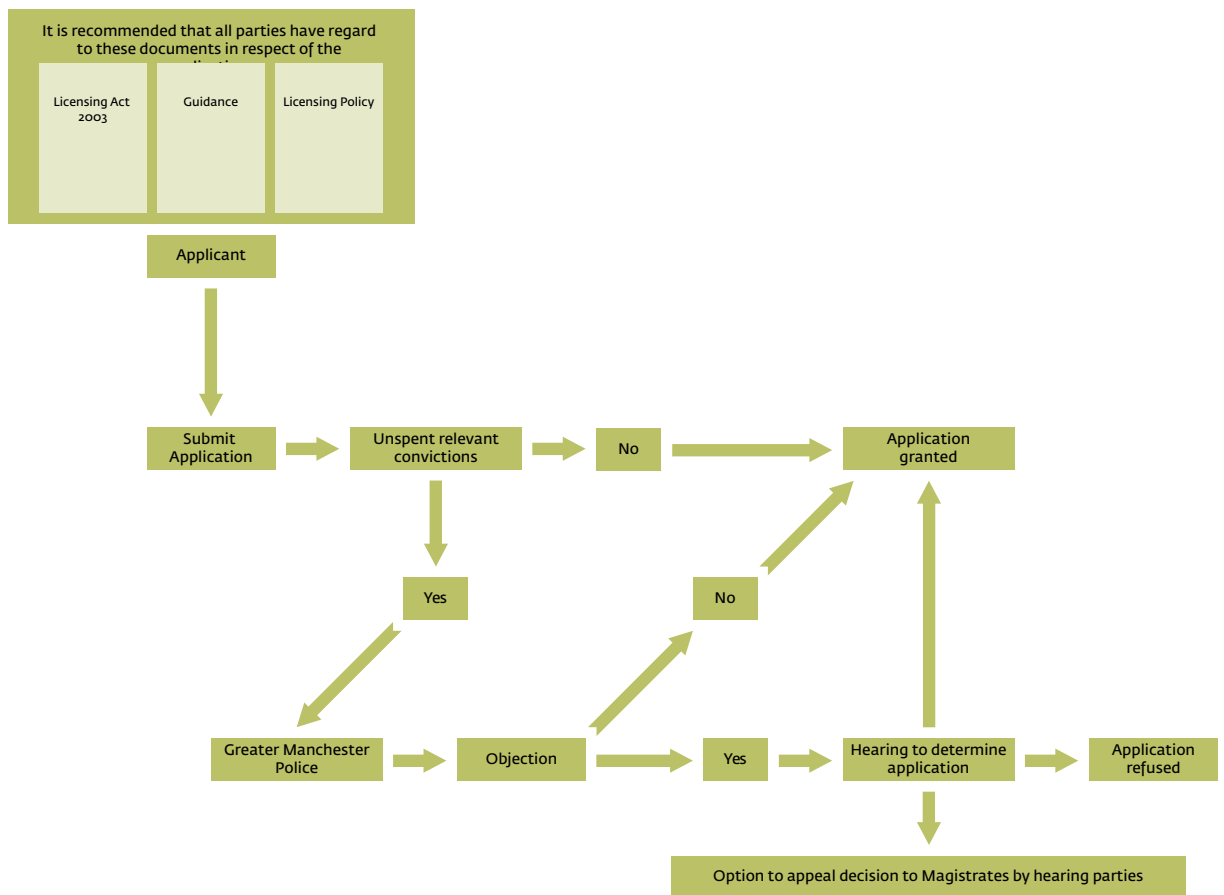 It is recommended that all parties have regard
to these documents in respect of the
Licensing Act
2003
Guidance
Licensing Policy
Applicant
Submit
Application
Unspent relevant
convictions
No
Application
granted
Yes
No
Greater Manchester
Police
Objection
Yes
Hearing to determine
application
Application
refused
Option to appeal decision to Magistrates by hearing parties